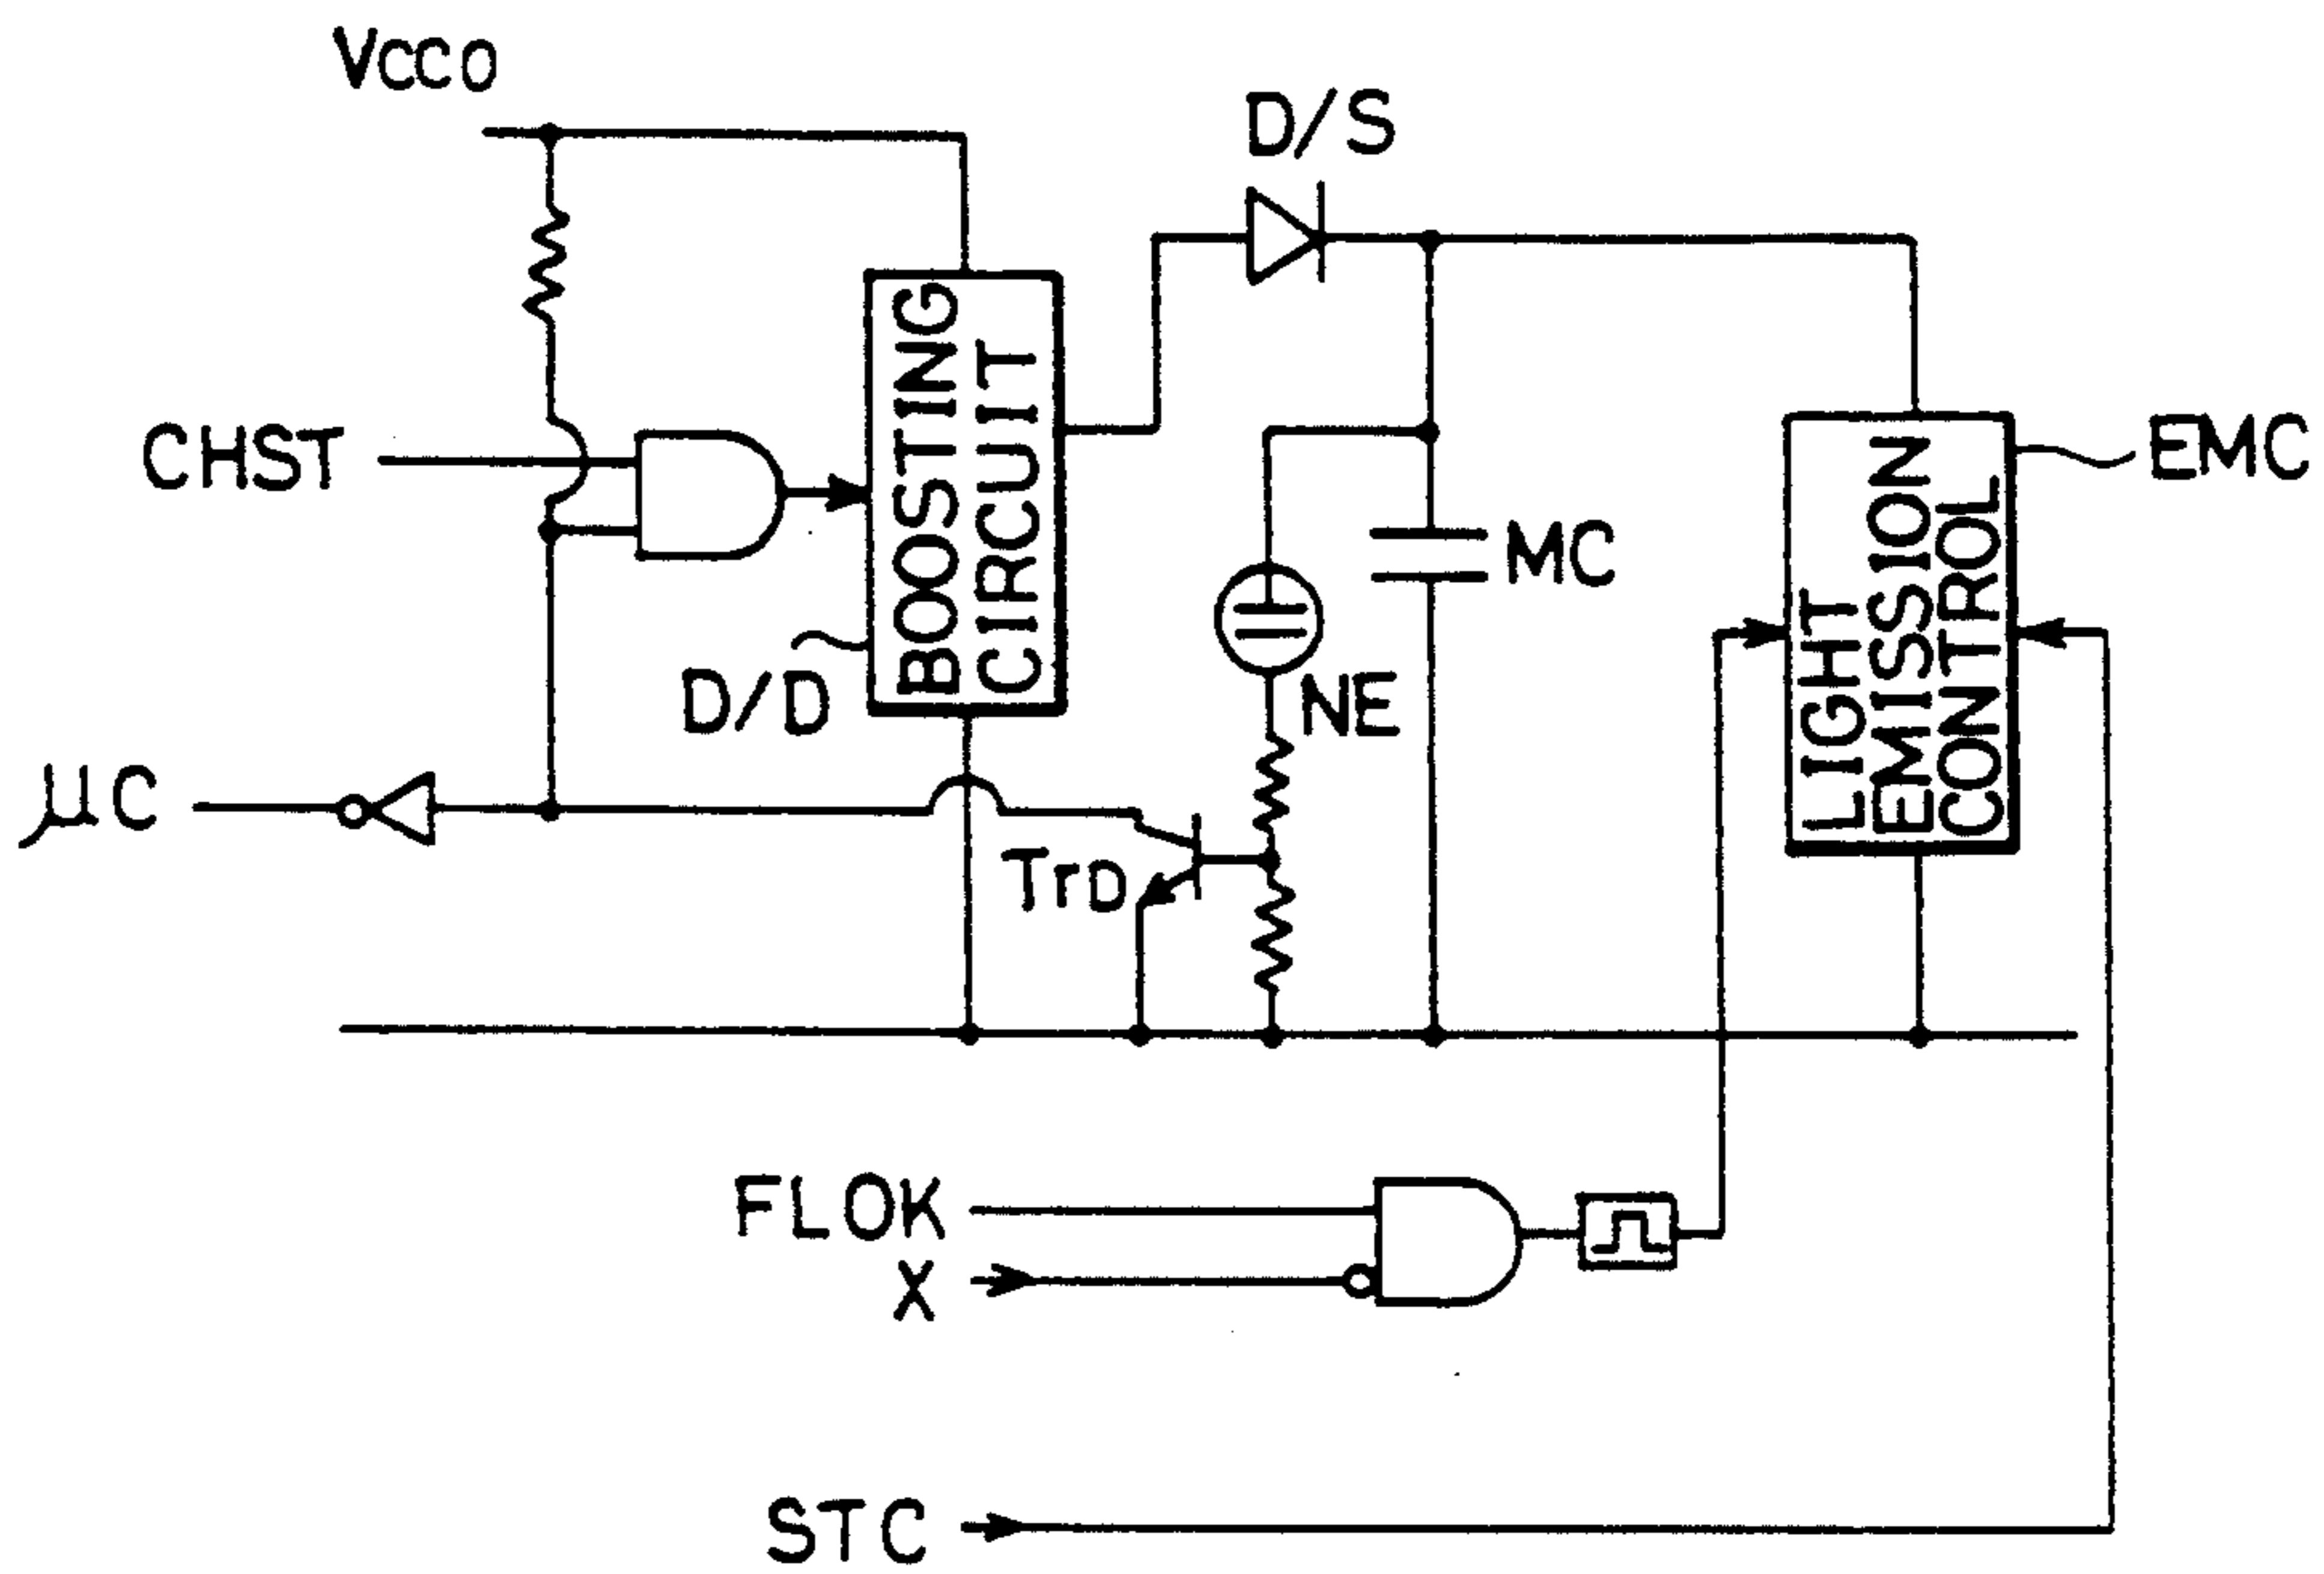 VCCO
D/S
CHST
BOOSTING
CIRCUIT
EMC
MC
LIGHT
EMISSION
CONTROL
D/D
NE
μC
TrD
FLOK
X
STC